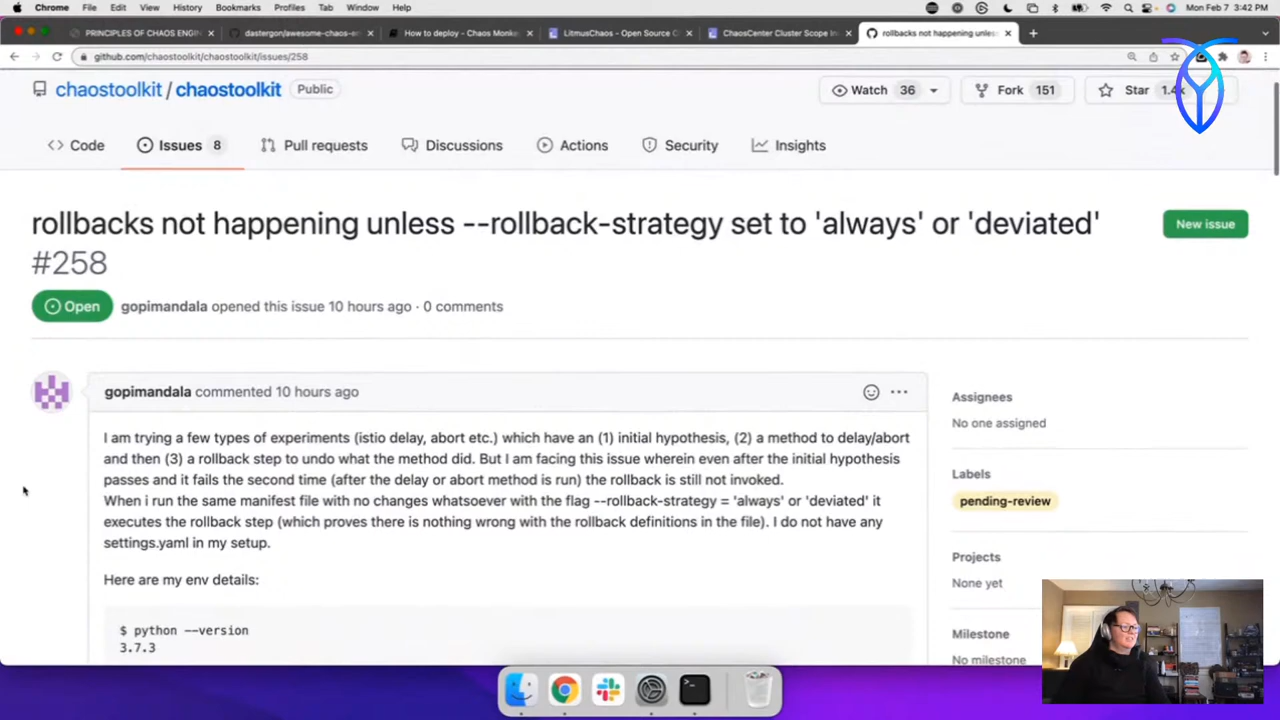 Chrome File Edit View History Bookmarks Profiles Tab Window Help Mon Feb 7 3:42 PM
PRINCIPLES OF CHAOS ENGIN dastergon/awesome-chaos-en How to deploy - Chaos Monke LitmusChaos - Open Source C ChaosCenter Cluster Scope In rollbacks not happening unles
github.com/chaostoolkit/chaostoolkit/issues/258
chaostoolkit / chaostoolkit Public Watch 36 Fork 151 Star 1.4k
Code Issues 8 Pull requests Discussions Actions Security Insights
rollbacks not happening unless --rollback-strategy set to 'always' or 'deviated'
#258
New issue
Open gopimandala opened this issue 10 hours ago · 0 comments
gopimandala commented 10 hours ago
I am trying a few types of experiments (istio delay, abort etc.) which have an (1) initial hypothesis, (2) a method to delay/abort
and then (3) a rollback step to undo what the method did. But I am facing this issue wherein even after the initial hypothesis
passes and it fails the second time (after the delay or abort method is run) the rollback is still not invoked.
When i run the same manifest file with no changes whatsoever with the flag --rollback-strategy = 'always' or 'deviated' it
executes the rollback step (which proves there is nothing wrong with the rollback definitions in the file). I do not have any
settings.yaml in my setup.
Here are my env details:
$ python --version
3.7.3
Assignees
No one assigned
Labels
pending-review
Projects
None yet
Milestone
No milestone